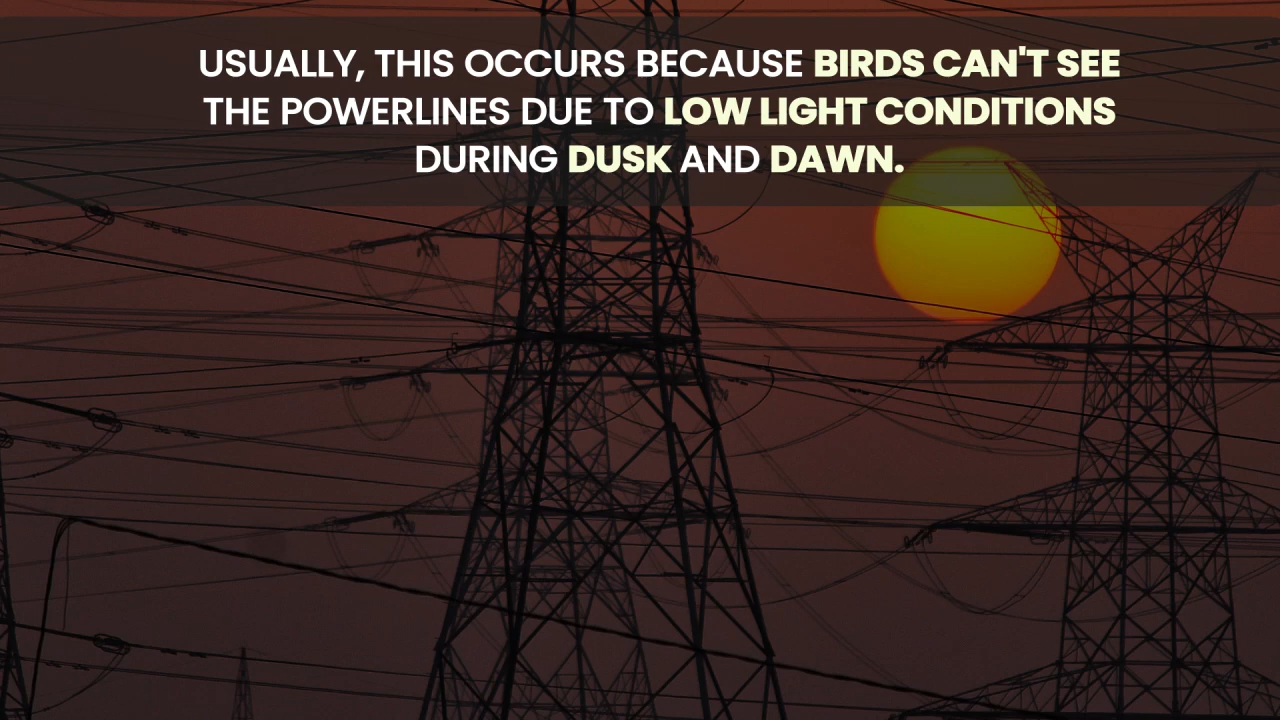 USUALLY, THIS OCCURS BECAUSE BIRDS CAN'T SEE
THE POWERLINES DUE TO LOW LIGHT CONDITIONS
DURING DUSK AND DAWN.